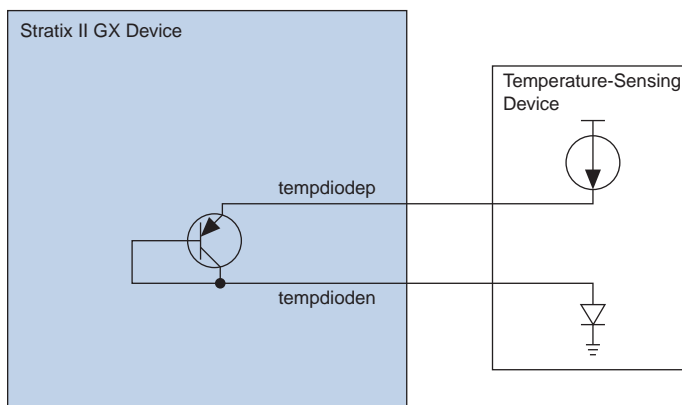 Stratix II GX Device
Temperature-Sensing
Device
tempdiodep
tempdioden